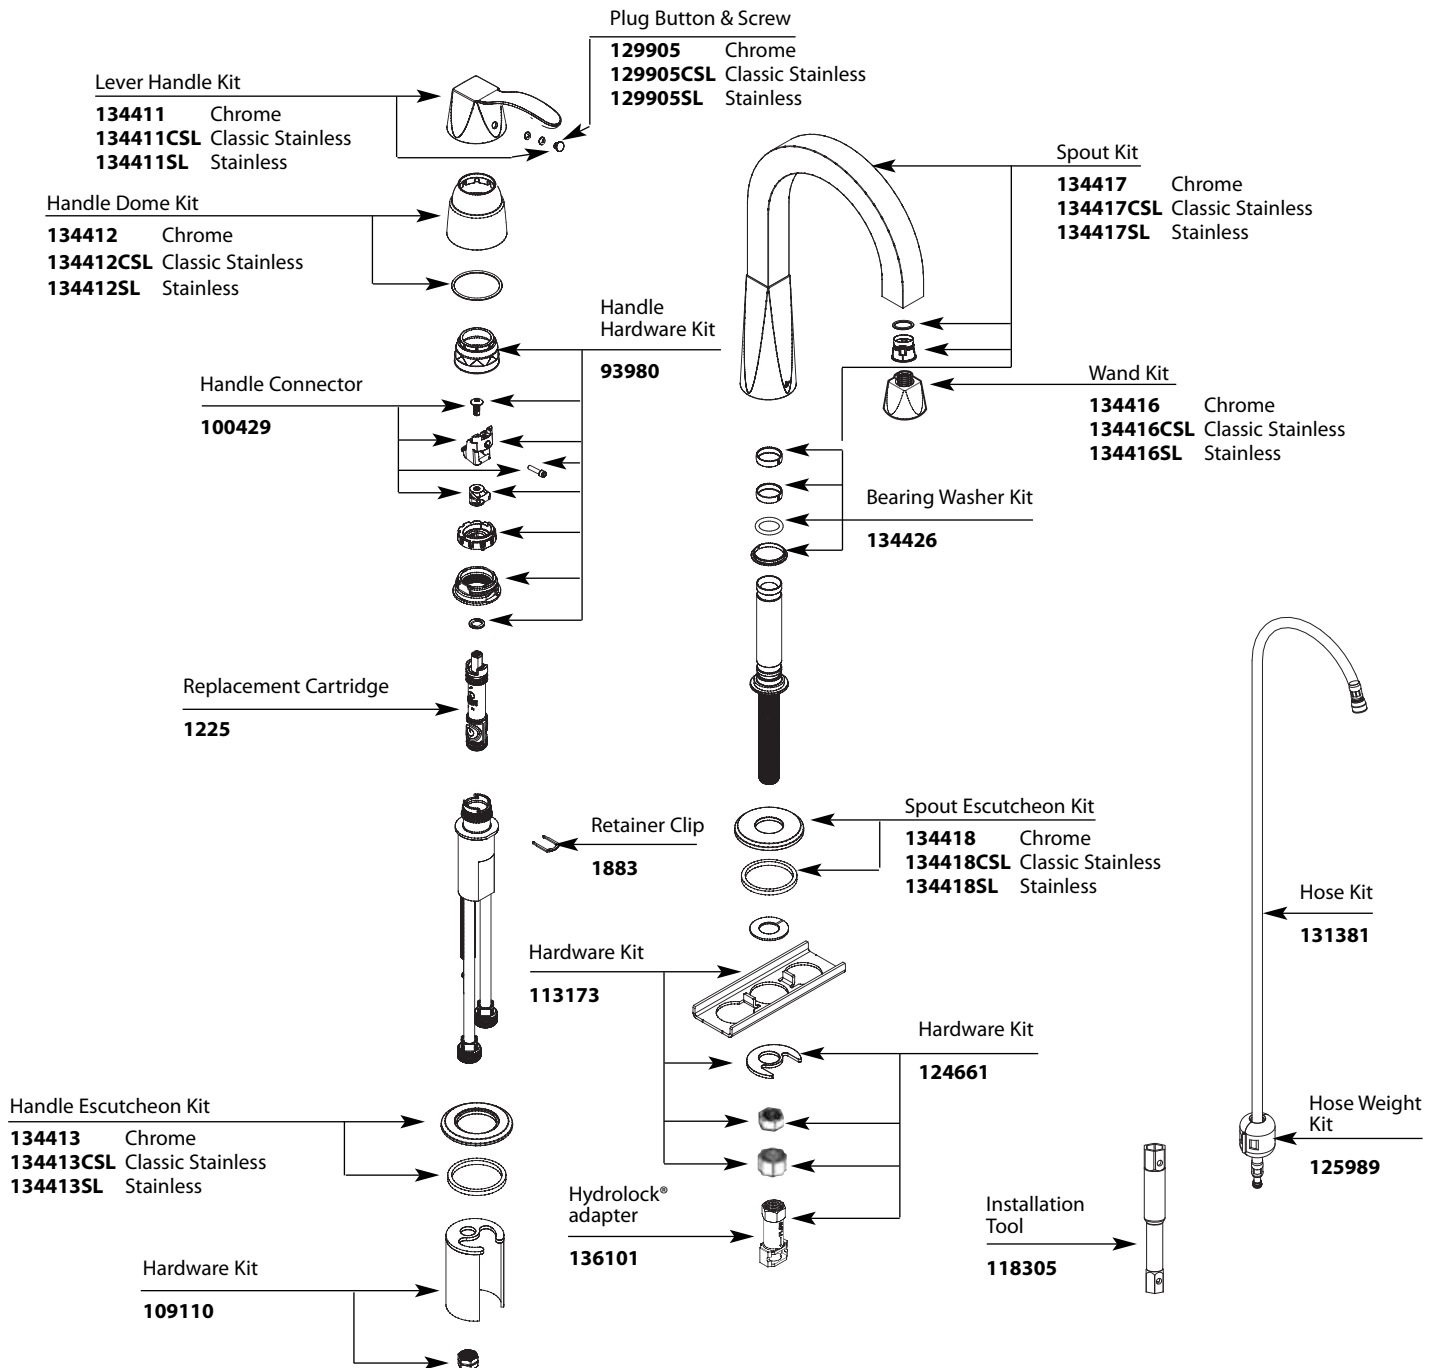 Plug Button & Screw
129905 Chrome
129905CSL Classic Stainless
129905SL Stainless
Lever Handle Kit
134411 Chrome
134411CSL Classic Stainless
134411SL Stainless
Spout Kit
134417 Chrome
134417CSL Classic Stainless
134417SL Stainless
Handle Dome Kit
134412 Chrome
134412CSL Classic Stainless
134412SL Stainless
Handle
Hardware Kit
93980
Handle Connector
100429
Wand Kit
134416 Chrome
134416CSL Classic Stainless
134416SL Stainless
Bearing Washer Kit
134426
Replacement Cartridge
1225
Retainer Clip
1883
Spout Escutcheon Kit
134418 Chrome
134418CSL Classic Stainless
134418SL Stainless
Hose Kit
131381
Hardware Kit
113173
Hardware Kit
124661
Handle Escutcheon Kit
134413 Chrome
134413CSL Classic Stainless
134413SL Stainless
Hose Weight
Kit
125989
Hydrolock®
adapter
136101
Installation
Tool
118305
Hardware Kit
109110